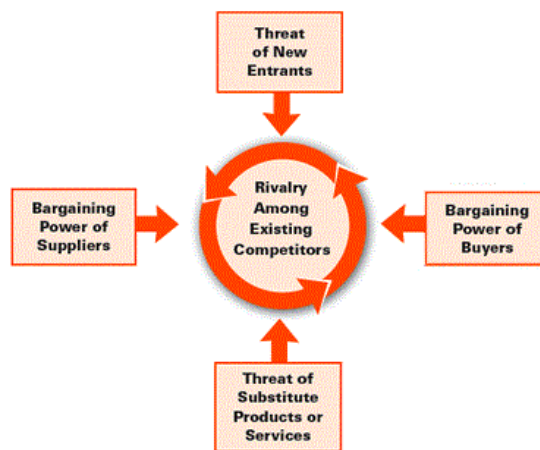 Threat
of New
Entrants
Bargaining
Power of
Suppliers
Rivalry
Among
Existing
Competitors
Bargaining
Power of
Buyers
Threat of
Substitute
Products or
Services